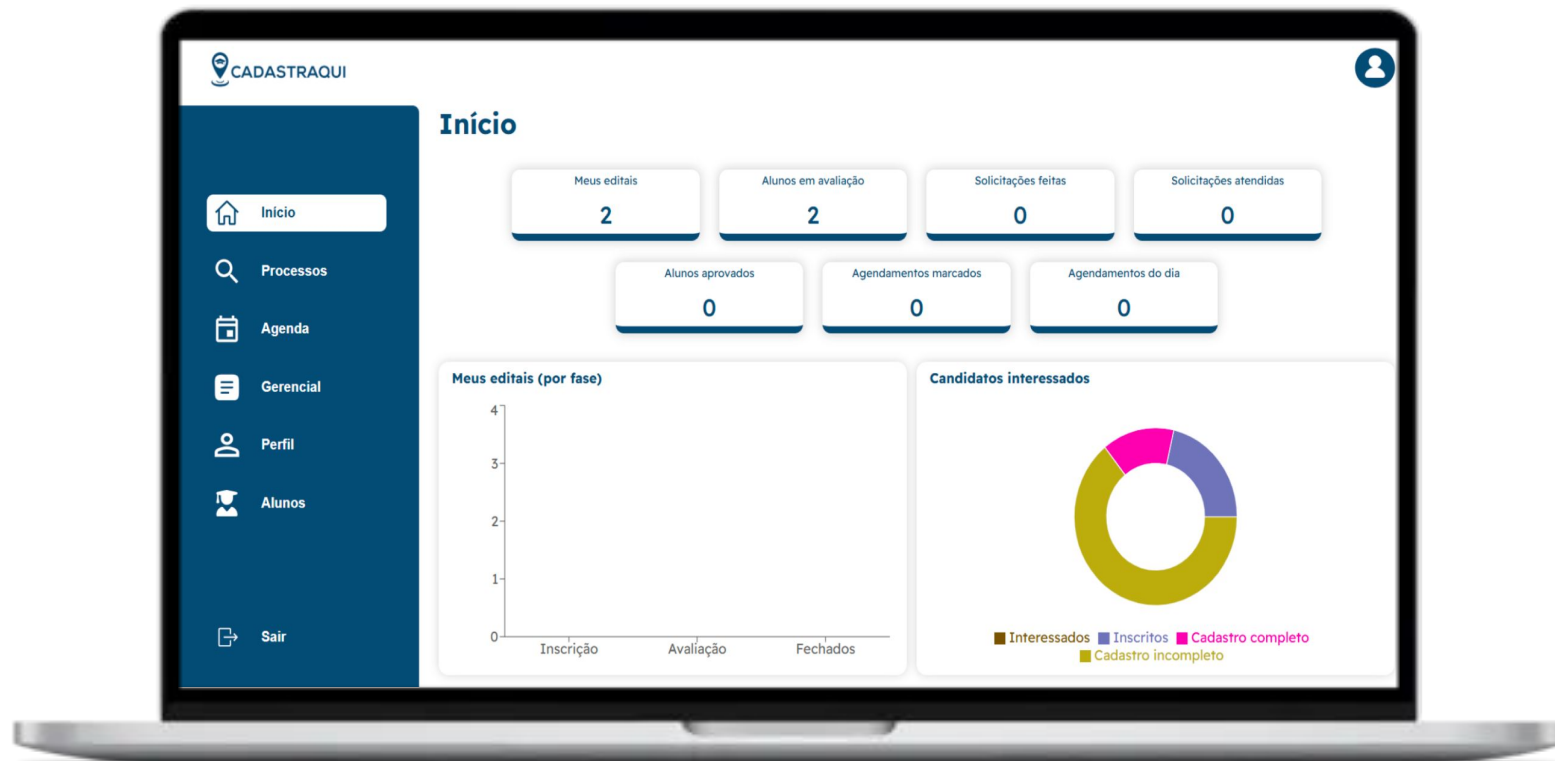 CADASTRAQUI
Início
Início
Processos
Agenda
Gerencial
Perfil
Alunos
Sair
Meus editais
2
Alunos em avaliação
2
Solicitações feitas
0
Solicitações atendidas
0
Alunos aprovados
0
Agendamentos marcados
0
Agendamentos do dia
0
Meus editais (por fase)
4
3
2
1
0
Inscrição Avaliação Fechados
Candidatos interessados
Interessados Inscritos Cadastro completo
Cadastro incompleto